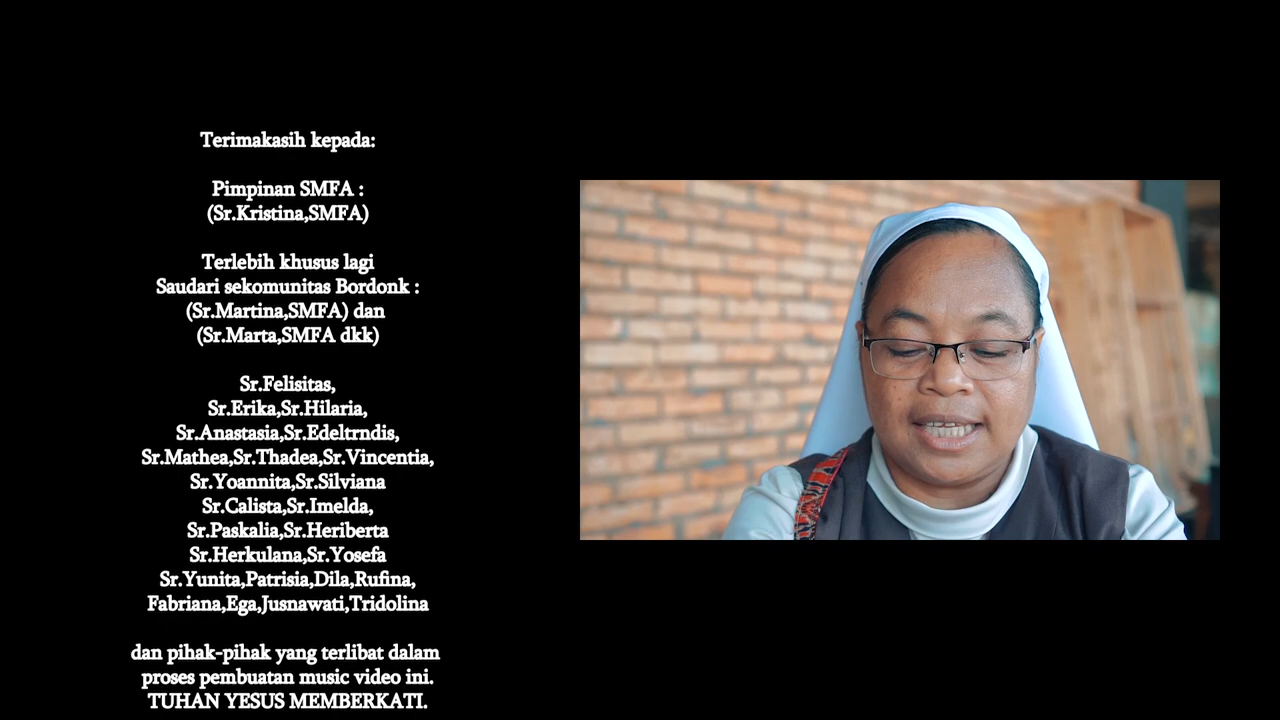 Terimakasih kepada:
Pimpinan SMFA :
(Sr.Kristina,SMFA)
Terlebih khusus lagi
Saudari sekomunitas Bordonk :
(Sr.Martina,SMFA) dan
(Sr.Marta,SMFA dkk)
Sr.Felisitas,
Sr.Erika,Sr.Hilaria,
Sr.Anastasia,Sr.Edeltrndis,
Sr.Mathea,Sr.Thadea,Sr.Vincentia,
Sr.Yoannita,Sr.Silviana
Sr.Calista,Sr.Imelda,
Sr.Paskalia,Sr.Heriberta
Sr.Herkulana,Sr.Yosefa
Sr.Yunita,Patrisia,Dila,Rufina,
Fabriana,Ega,Jusnawati,Tridolina
dan pihak-pihak yang terlibat dalam
proses pembuatan music video ini.
TUHAN YESUS MEMBERKATI.